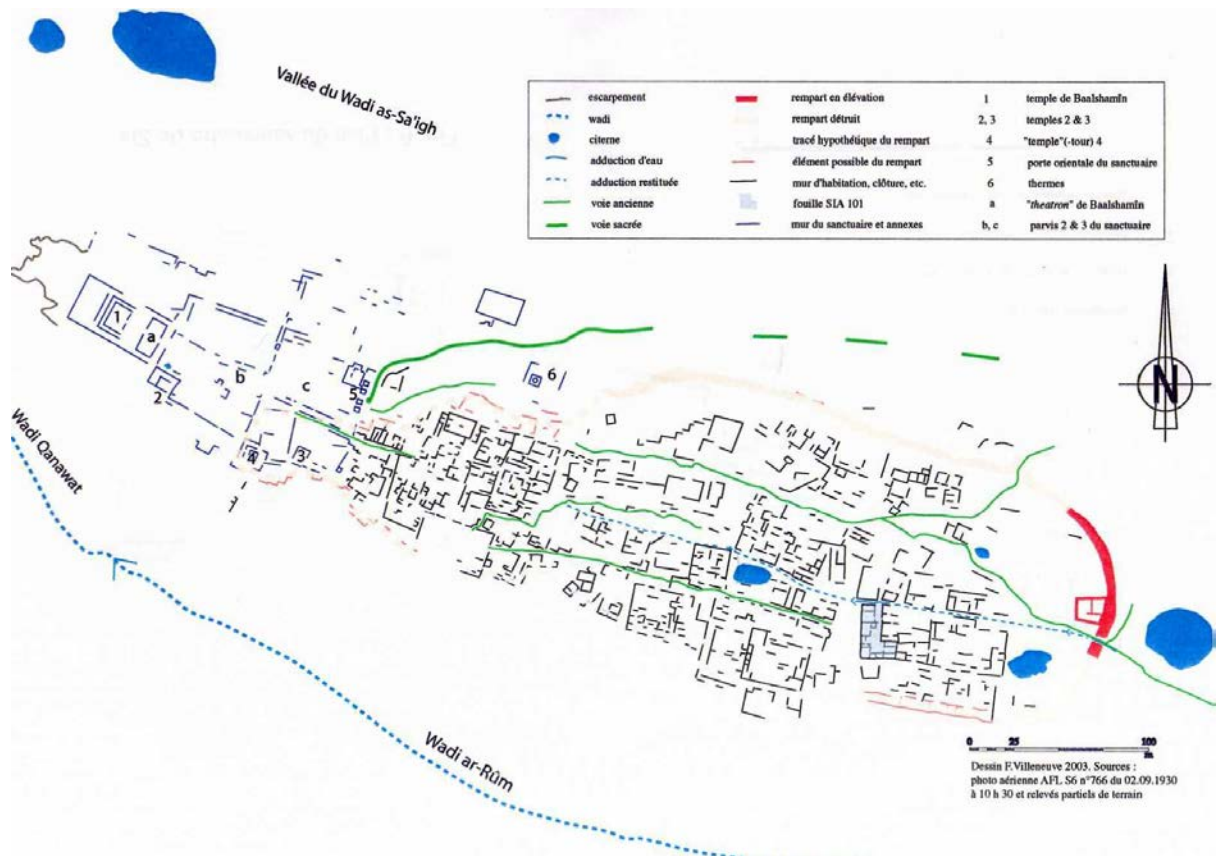 Vallée du Wadi as-Sa'igh
escarpement
wadi
citerne
adduction d'eau
adduction restituée
voie ancienne
voie sacrée
rempart en élévation
rempart détruit
tracé hypothétique du rempart
élément possible du rempart
mur d'habitation, clôture, etc.
fouille SIA 101
mur du sanctuaire et annexes
1 temple de Baalshamîn
2, 3 temples 2 & 3
4 "temple"(-tour) 4
5 porte orientale du sanctuaire
6 thermes
a "theatron" de Baalshamîn
b, c parvis 2 & 3 du sanctuaire
N
1
a
b
2
c
5
6
4
3
Wadi Qanawat
Wadi ar-Rûm
0 25 100
m
Dessin F.Villeneuve 2003. Sources :
photo aérienne AFL S6 n°766 du 02.09.1930
à 10 h 30 et relevés partiels de terrain